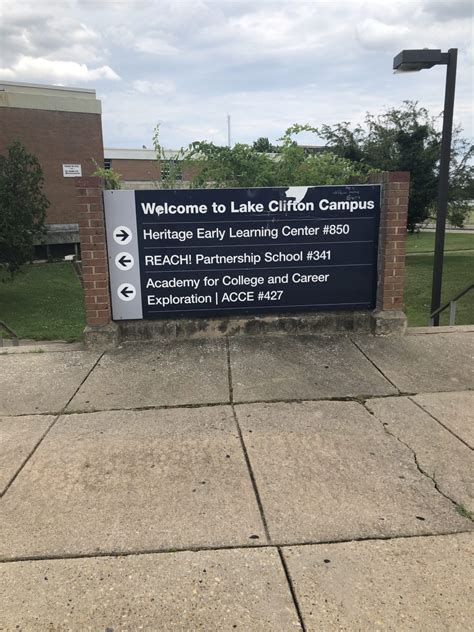 Welcome to Lake Clifton Campus
Heritage Early Learning Center #850
REACH! Partnership School #341
Academy for College and Career
Exploration | ACCE #427